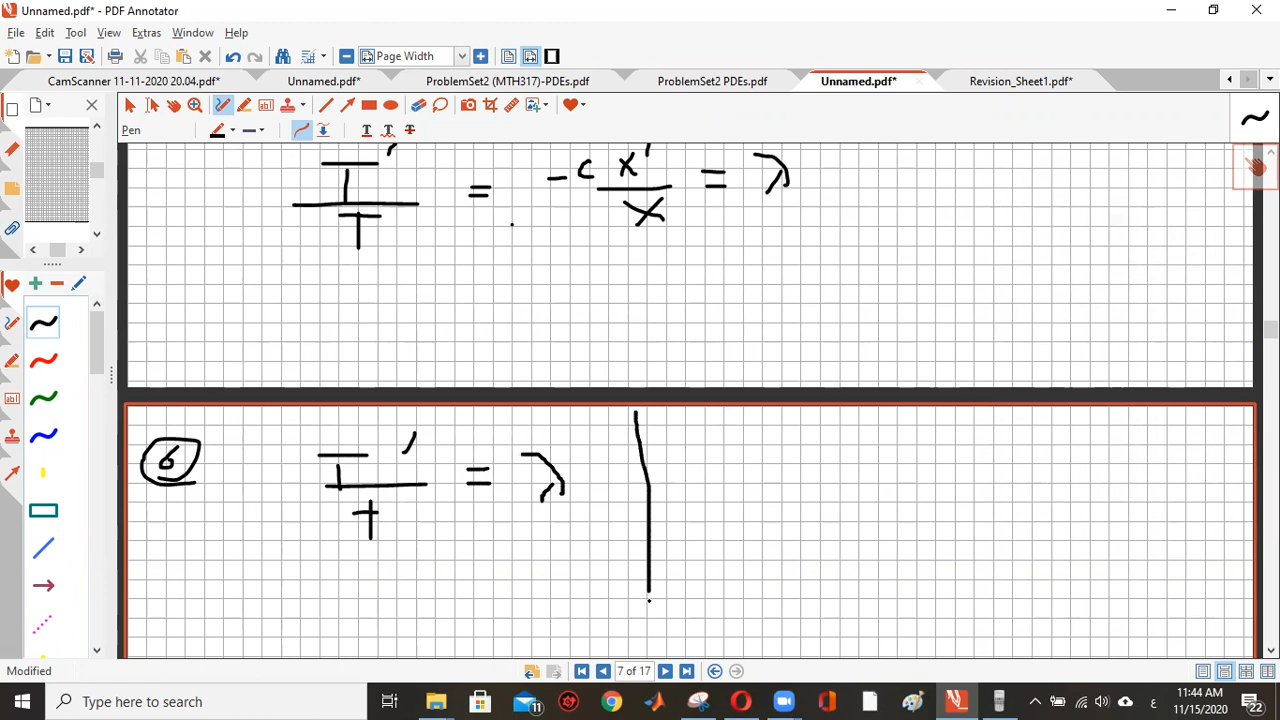 Unnamed.pdf* - PDF Annotator
File Edit Tool View Extras Window Help
Page Width
CamScanner 11-11-2020 20.04.pdf* Unnamed.pdf* ProblemSet2 (MTH317)-PDEs.pdf ProblemSet2 PDEs.pdf Unnamed.pdf* Revision_Sheet1.pdf*
Pen
T'/T = -c X'/X = λ
6 T'/T = λ
Modified
7 of 17
Type here to search
11
ع
11:44 AM
11/15/2020
22